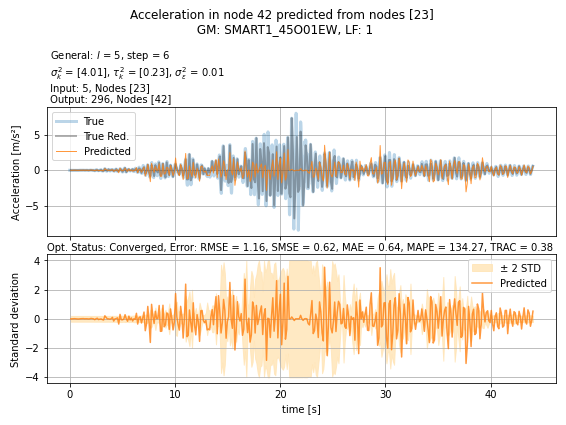 Acceleration in node 42 predicted from nodes [23]
GM: SMART1_45O01EW, LF: 1
General: l = 5, step = 6
σ²ₖ = [4.01], τ²ₖ = [0.23], σ²ε = 0.01
Input: 5, Nodes [23]
Output: 296, Nodes [42]
True
True Red.
Predicted
Acceleration [m/s²]
5
0
−5
Opt. Status: Converged, Error: RMSE = 1.16, SMSE = 0.62, MAE = 0.64, MAPE = 134.27, TRAC = 0.38
± 2 STD
Predicted
Standard deviation
4
2
0
−2
−4
0 10 20 30 40
time [s]